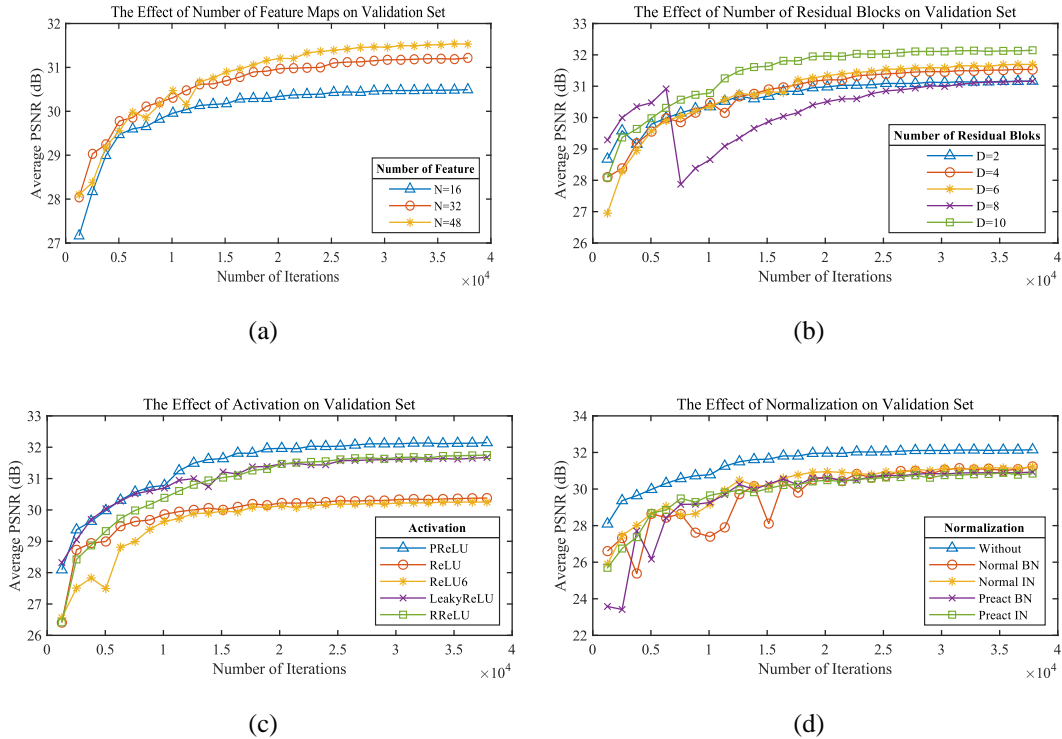 The Effect of Number of Feature Maps on Validation Set
32
31
30
29
28
27
Average PSNR (dB)
0 0.5 1 1.5 2 2.5 3 3.5 4
×10⁴
Number of Iterations
Number of Feature
N=16
N=32
N=48
(a)
The Effect of Number of Residual Blocks on Validation Set
33
32
31
30
29
28
27
26
Average PSNR (dB)
0 0.5 1 1.5 2 2.5 3 3.5 4
×10⁴
Number of Iterations
Number of Residual Bloks
D=2
D=4
D=6
D=8
D=10
(b)
The Effect of Activation on Validation Set
33
32
31
30
29
28
27
26
Average PSNR (dB)
0 0.5 1 1.5 2 2.5 3 3.5 4
×10⁴
Number of Iterations
Activation
PReLU
ReLU
ReLU6
LeakyReLU
RReLU
(c)
The Effect of Normalization on Validation Set
34
32
30
28
26
24
22
Average PSNR (dB)
0 0.5 1 1.5 2 2.5 3 3.5 4
×10⁴
Number of Iterations
Normalization
Without
Normal BN
Normal IN
Preact BN
Preact IN
(d)